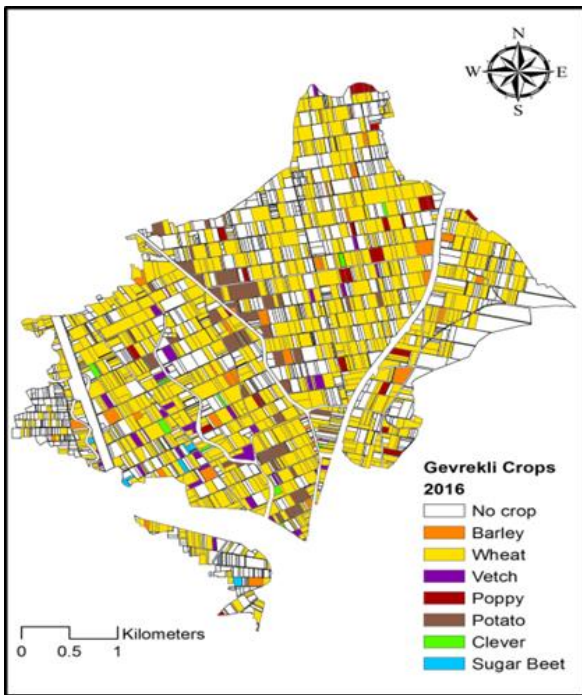 N
W E
S
Gevrekli Crops
2016
No crop
Barley
Wheat
Vetch
Poppy
Potato
Clever
Sugar Beet
Kilometers
0 0.5 1